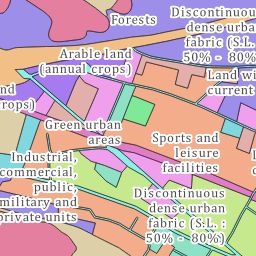 Forests
Discontinuous
dense urban
fabric (S.L. :
50% - 80%)
Arable land
(annual crops)
Land wi
current
nd
rops)
Green urban
areas
Sports and
leisure
facilities
Industrial,
commercial,
public,
military and
private units
Discontinuous
dense urban
fabric (S.L. :
50% - 80%)